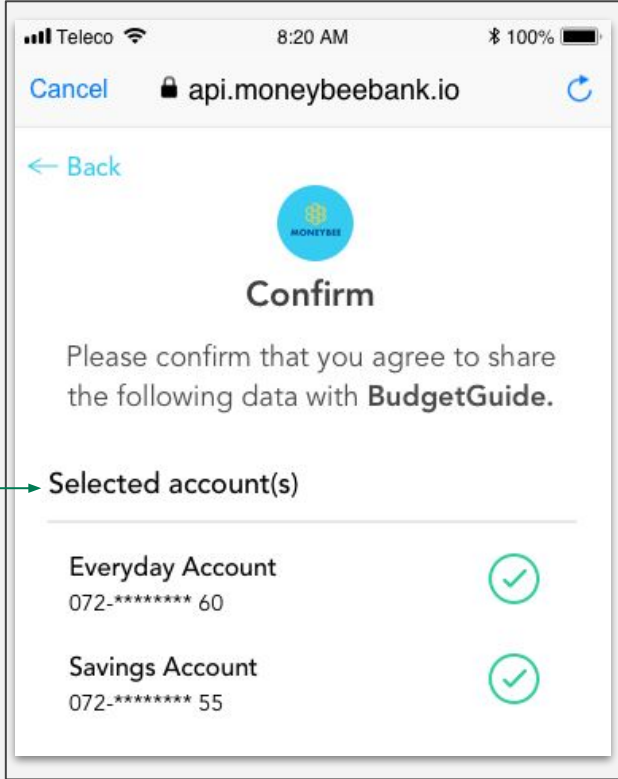 Teleco 8:20 AM 100%
Cancel api.moneybeebank.io
← Back
MONEYBEE
Confirm
Please confirm that you agree to share
the following data with BudgetGuide.
Selected account(s)
Everyday Account
072-******** 60
Savings Account
072-******** 55